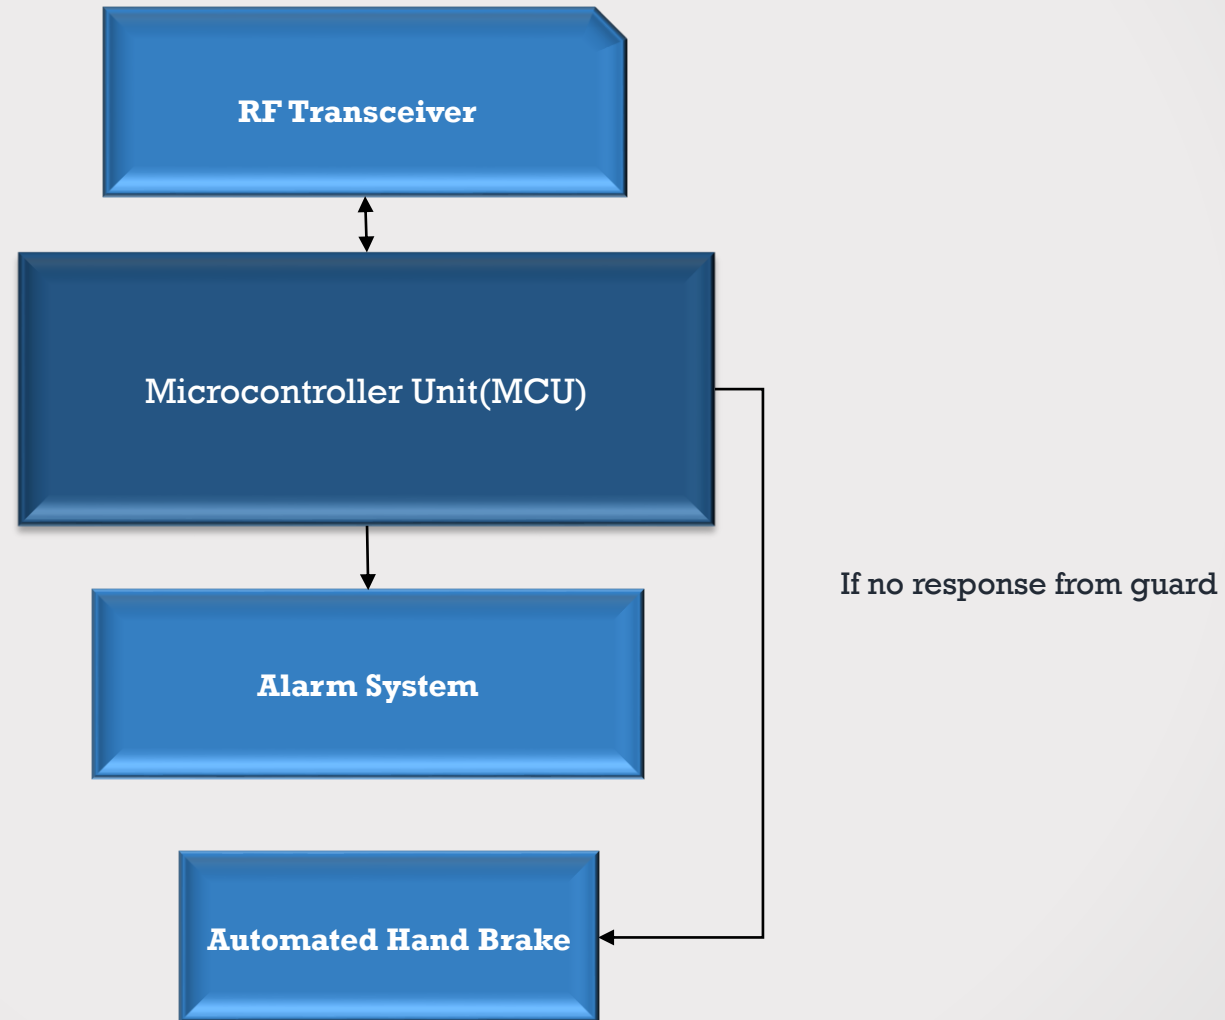 RF Transceiver
Microcontroller Unit(MCU)
If no response from guard
Alarm System
Automated Hand Brake